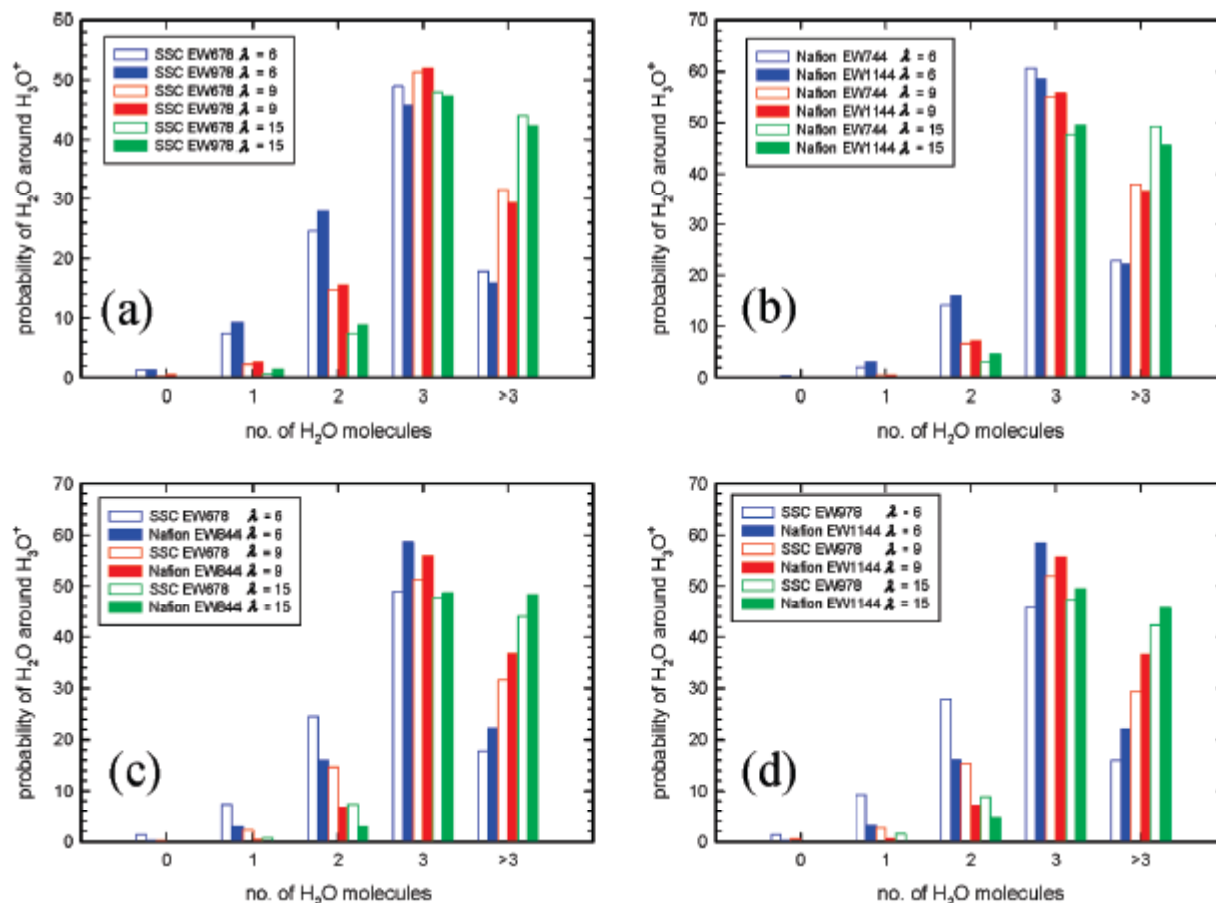 60
50
40
30
20
10
0
probability of H₂O around H₃O⁺
SSC EW678 λ = 6
SSC EW978 λ = 6
SSC EW678 λ = 9
SSC EW978 λ = 9
SSC EW678 λ = 15
SSC EW978 λ = 15
(a)
0 1 2 3 >3
no. of H₂O molecules
70
60
50
40
30
20
10
0
probability of H₂O around H₃O⁺
Nafion EW744 λ = 6
Nafion EW1144 λ = 6
Nafion EW744 λ = 9
Nafion EW1144 λ = 9
Nafion EW744 λ = 15
Nafion EW1144 λ = 15
(b)
0 1 2 3 >3
no. of H₂O molecules
70
60
50
40
30
20
10
0
probability of H₂O around H₃O⁺
SSC EW678 λ = 6
Nafion EW844 λ = 6
SSC EW678 λ = 9
Nafion EW844 λ = 9
SSC EW678 λ = 15
Nafion EW844 λ = 15
(c)
0 1 2 3 >3
no. of H₂O molecules
70
60
50
40
30
20
10
0
probability of H₂O around H₃O⁺
SSC EW978 λ = 6
Nafion EW1144 λ = 6
SSC EW978 λ = 9
Nafion EW1144 λ = 9
SSC EW978 λ = 15
Nafion EW1144 λ = 15
(d)
0 1 2 3 >3
no. of H₂O molecules